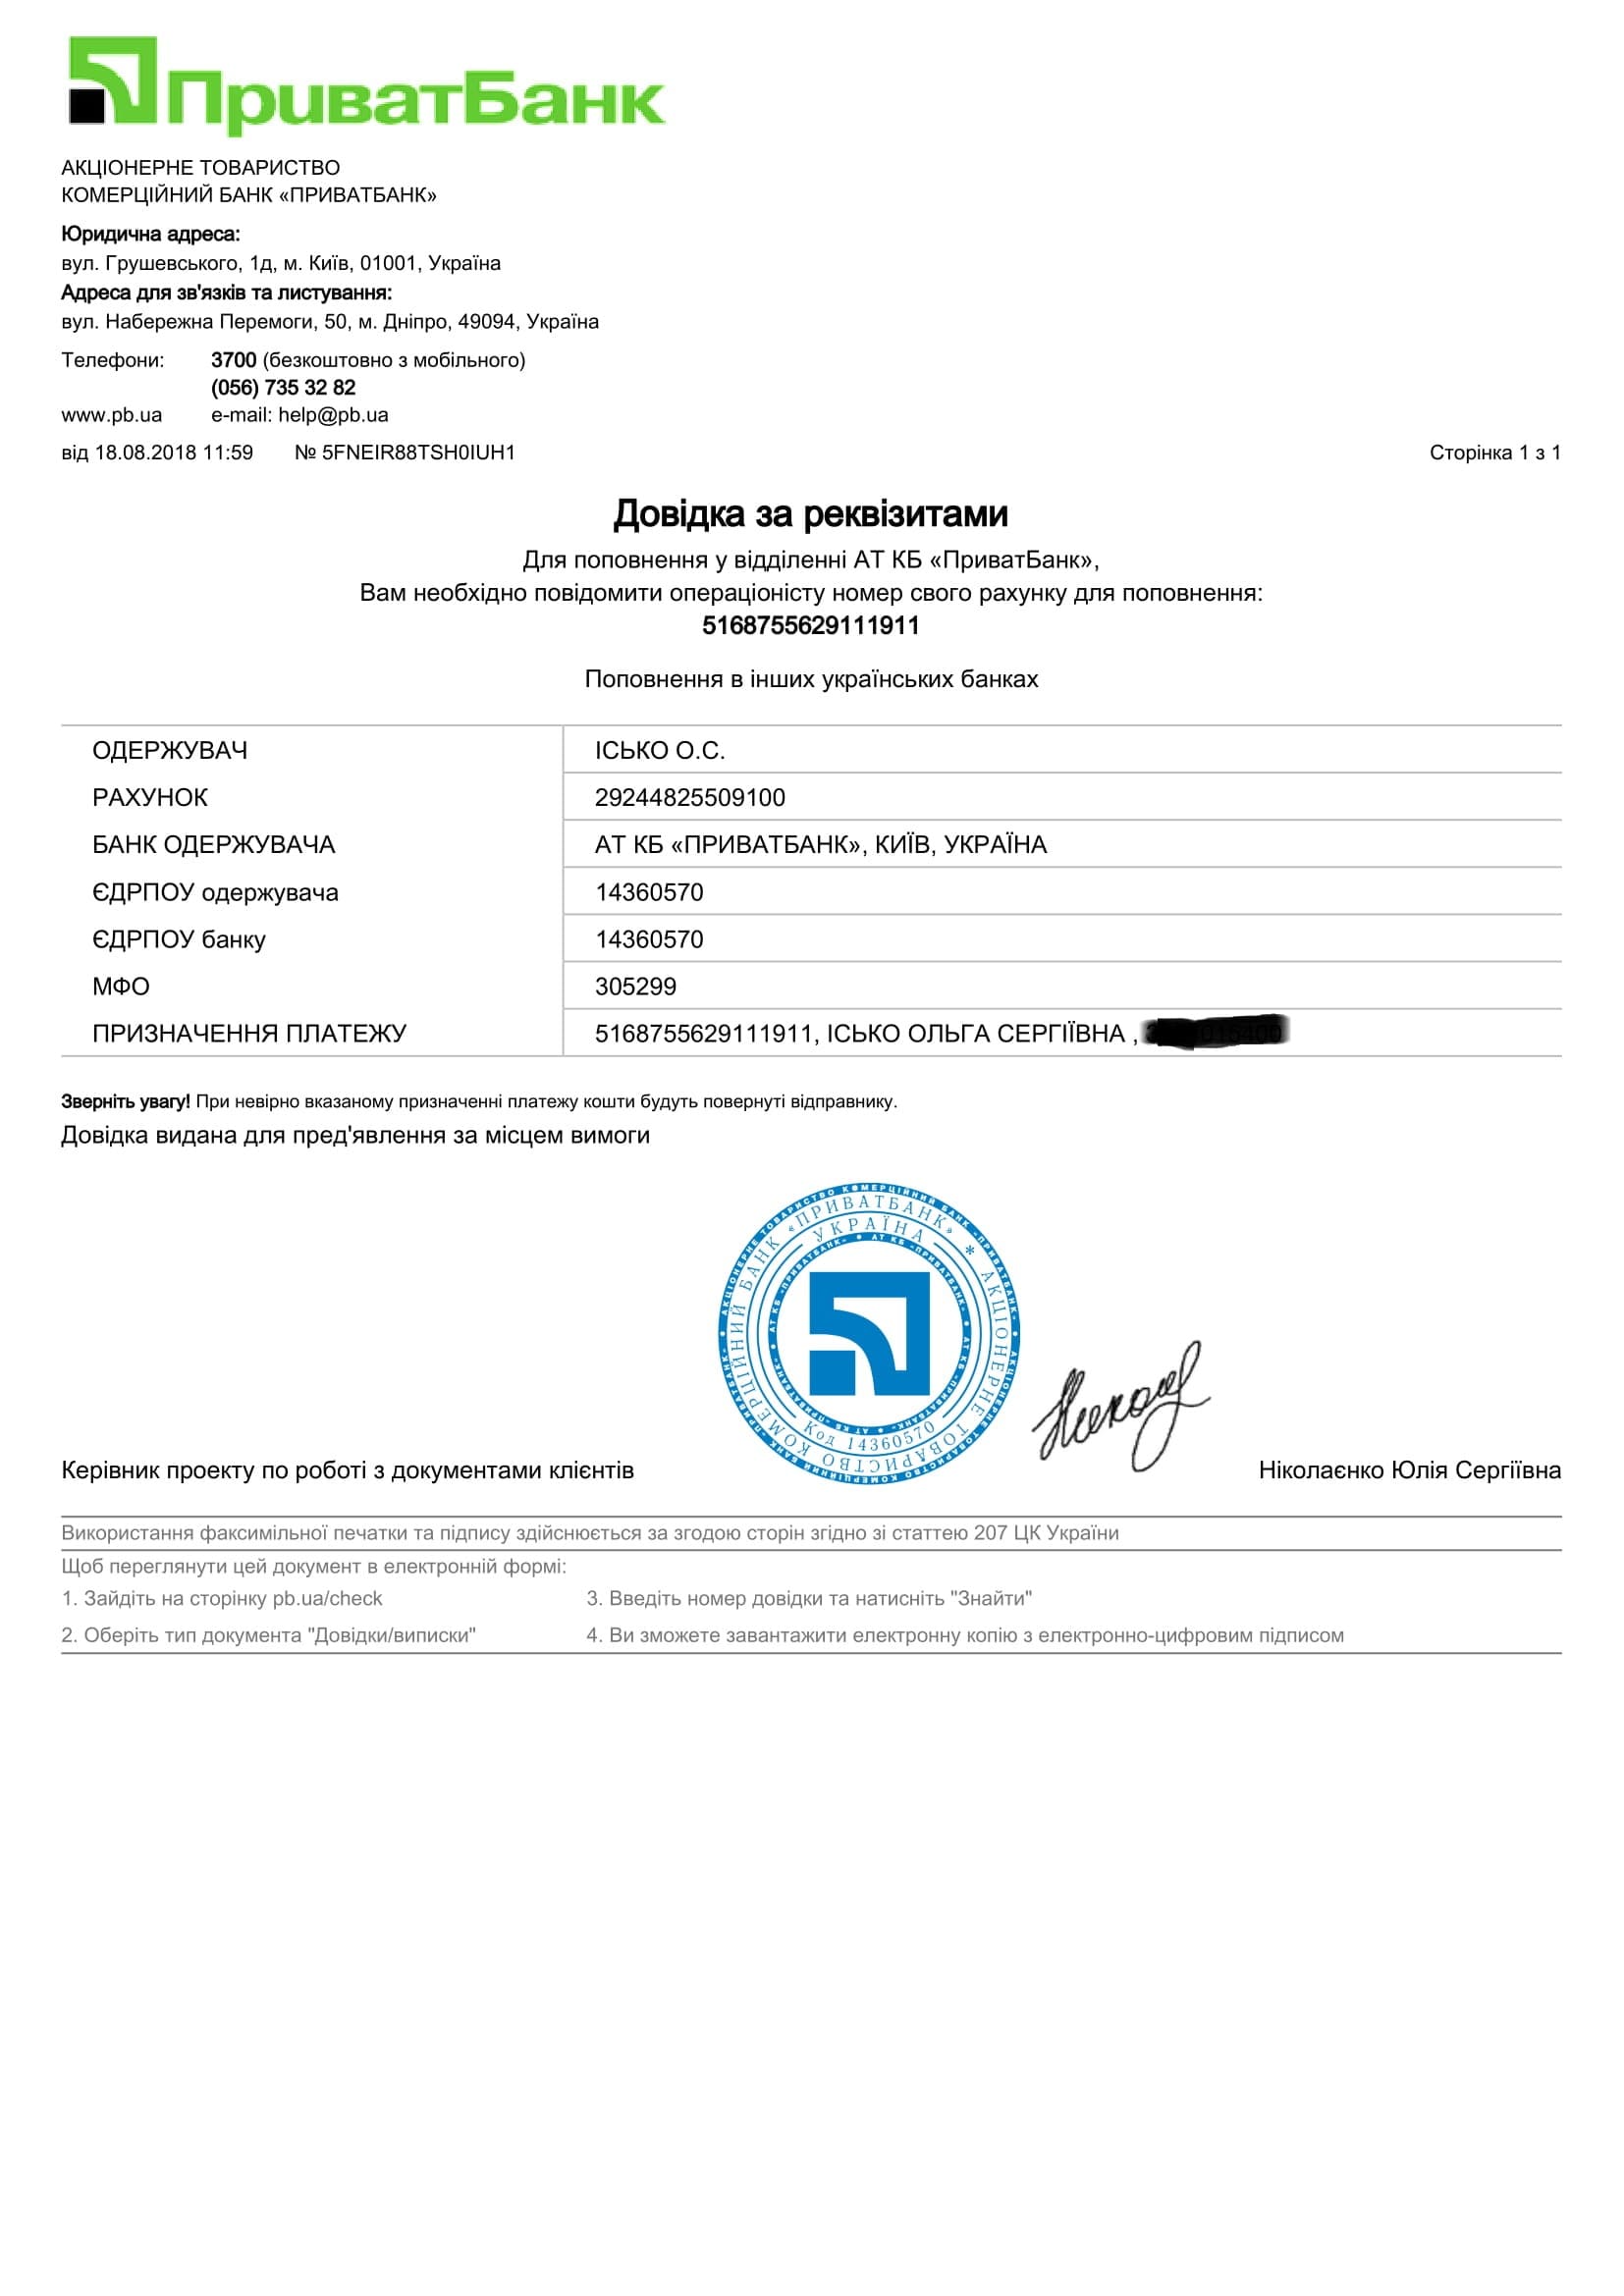 ПриватБанк
АКЦІОНЕРНЕ ТОВАРИСТВО
КОМЕРЦІЙНИЙ БАНК «ПРИВАТБАНК»
Юридична адреса:
вул. Грушевського, 1д, м. Київ, 01001, Україна
Адреса для зв'язків та листування:
вул. Набережна Перемоги, 50, м. Дніпро, 49094, Україна
Телефони: 3700 (безкоштовно з мобільного)
(056) 735 32 82
www.pb.ua e-mail: help@pb.ua
від 18.08.2018 11:59 № 5FNEIR88TSH0IUH1 Сторінка 1 з 1
Довідка за реквізитами
Для поповнення у відділенні АТ КБ «ПриватБанк»,
Вам необхідно повідомити операціоністу номер свого рахунку для поповнення:
5168755629111911
Поповнення в інших українських банках
ОДЕРЖУВАЧ ІСЬКО О.С.
РАХУНОК 29244825509100
БАНК ОДЕРЖУВАЧА АТ КБ «ПРИВАТБАНК», КИЇВ, УКРАЇНА
ЄДРПОУ одержувача 14360570
ЄДРПОУ банку 14360570
МФО 305299
ПРИЗНАЧЕННЯ ПЛАТЕЖУ 5168755629111911, ІСЬКО ОЛЬГА СЕРГІЇВНА ,
Зверніть увагу! При невірно вказаному призначенні платежу кошти будуть повернуті відправнику.
Довідка видана для пред'явлення за місцем вимоги
АКЦІОНЕРНЕ ТОВАРИСТВО КОМЕРЦІЙНИЙ БАНК «ПРИВАТБАНК»
УКРАЇНА
АТ КБ «ПРИВАТБАНК»
Код 14360570
Керівник проекту по роботі з документами клієнтів Ніколаєнко Юлія Сергіївна
Використання факсимільної печатки та підпису здійснюється за згодою сторін згідно зі статтею 207 ЦК України
Щоб переглянути цей документ в електронній формі:
1. Зайдіть на сторінку pb.ua/check 3. Введіть номер довідки та натисніть "Знайти"
2. Оберіть тип документа "Довідки/виписки" 4. Ви зможете завантажити електронну копію з електронно-цифровим підписом